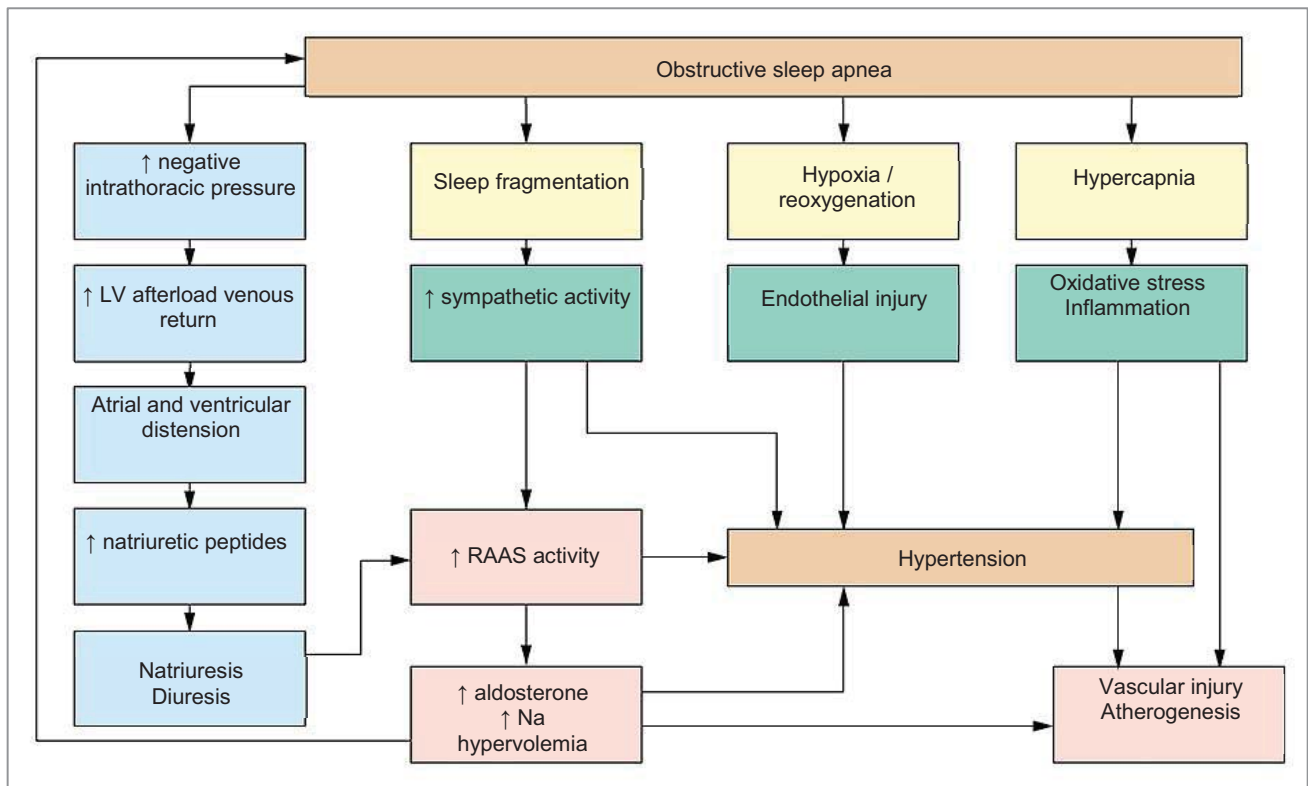 Obstructive sleep apnea
↑ negative
intrathoracic pressure
Sleep fragmentation
Hypoxia /
reoxygenation
Hypercapnia
↑ LV afterload venous
return
↑ sympathetic activity
Endothelial injury
Oxidative stress
Inflammation
Atrial and ventricular
distension
↑ natriuretic peptides
↑ RAAS activity
Hypertension
Natriuresis
Diuresis
↑ aldosterone
↑ Na
hypervolemia
Vascular injury
Atherogenesis